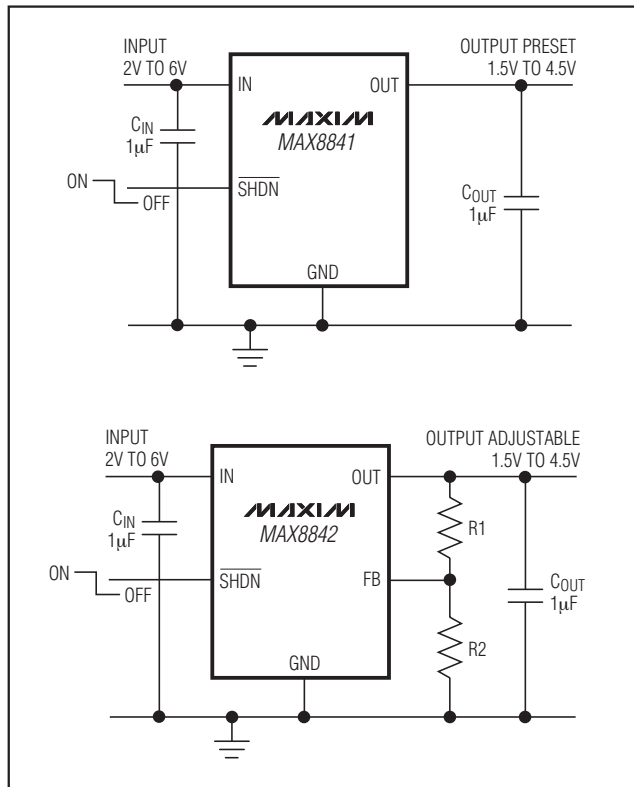 INPUT
2V TO 6V
OUTPUT PRESET
1.5V TO 4.5V
IN
OUT
MAXIM
MAX8841
CIN
1μF
ON
OFF
SHDN
COUT
1μF
GND
INPUT
2V TO 6V
OUTPUT ADJUSTABLE
1.5V TO 4.5V
IN
OUT
MAXIM
MAX8842
CIN
1μF
R1
ON
OFF
SHDN
FB
COUT
1μF
R2
GND